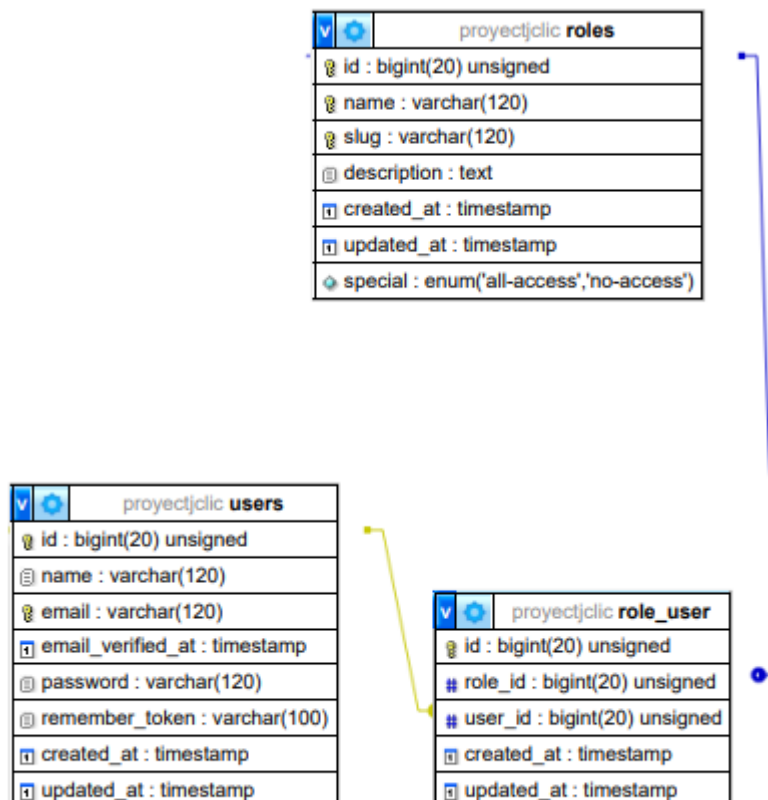 v proyectjclic roles
id : bigint(20) unsigned
name : varchar(120)
slug : varchar(120)
description : text
created_at : timestamp
updated_at : timestamp
special : enum('all-access','no-access')
v proyectjclic users
id : bigint(20) unsigned
name : varchar(120)
email : varchar(120)
email_verified_at : timestamp
password : varchar(120)
remember_token : varchar(100)
created_at : timestamp
updated_at : timestamp
v proyectjclic role_user
id : bigint(20) unsigned
# role_id : bigint(20) unsigned
# user_id : bigint(20) unsigned
created_at : timestamp
updated_at : timestamp